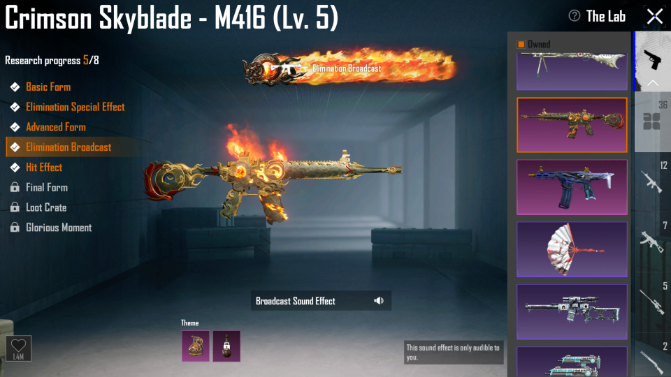 Crimson Skyblade - M416 (Lv. 5)
? The Lab
Research progress 5/8
Owned
Elimination Broadcast
Basic Form
Elimination Special Effect
Advanced Form
Elimination Broadcast
Hit Effect
Final Form
Loot Crate
Glorious Moment
36
12
7
5
2
Broadcast Sound Effect
Theme
1.4M
This sound effect is only audible to
you.